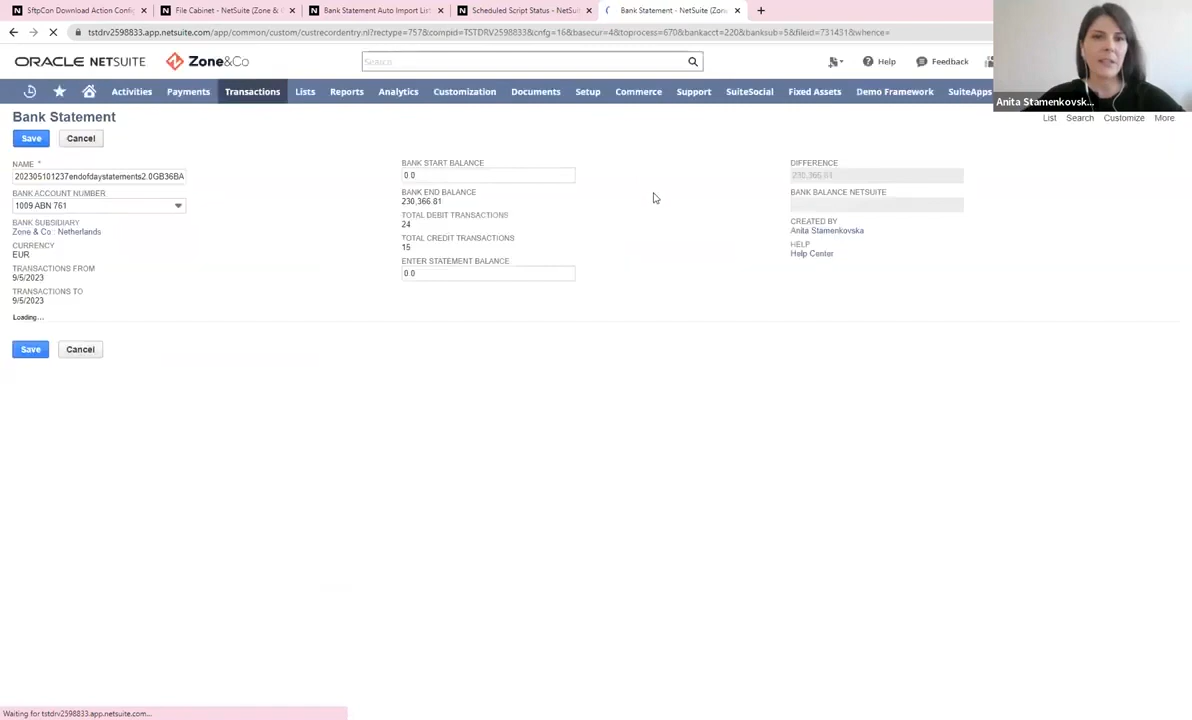 SftpCon Download Action Config
File Cabinet - NetSuite (Zone &
Bank Statement Auto Import List
Scheduled Script Status - NetSuit
Bank Statement - NetSuite (Zone
tstdrv2598833.app.netsuite.com/app/common/custom/custrecordentry.nl?rectype=757&compid=TSTDRV2598833&cnfg=16&basecur=4&toprocess=670&bankacct=220&banksub=5&fileid=731431&whence=
ORACLE NETSUITE
Zone&Co
Search
Help
Feedback
Activities
Payments
Transactions
Lists
Reports
Analytics
Customization
Documents
Setup
Commerce
Support
SuiteSocial
Fixed Assets
Demo Framework
SuiteApps
Anita Stamenkovsk...
Bank Statement
List
Search
Customize
More
Save
Cancel
NAME *
202305101237endofdaystatements2.0GB36BA
BANK ACCOUNT NUMBER
1009 ABN 761
BANK SUBSIDIARY
Zone & Co : Netherlands
CURRENCY
EUR
TRANSACTIONS FROM
9/5/2023
TRANSACTIONS TO
9/5/2023
Loading...
BANK START BALANCE
0.0
BANK END BALANCE
230,366.81
TOTAL DEBIT TRANSACTIONS
24
TOTAL CREDIT TRANSACTIONS
15
ENTER STATEMENT BALANCE
0.0
DIFFERENCE
230,366.81
BANK BALANCE NETSUITE
CREATED BY
Anita Stamenkovska
HELP
Help Center
Save
Cancel
Waiting for tstdrv2598833.app.netsuite.com...